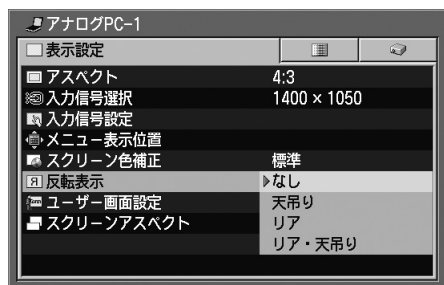 アナログPC-1
表示設定
アスペクト 4:3
入力信号選択 1400 × 1050
入力信号設定
メニュー表示位置
スクリーン色補正 標準
反転表示 なし
ユーザー画面設定 天吊り
スクリーンアスペクト リア
リア・天吊り